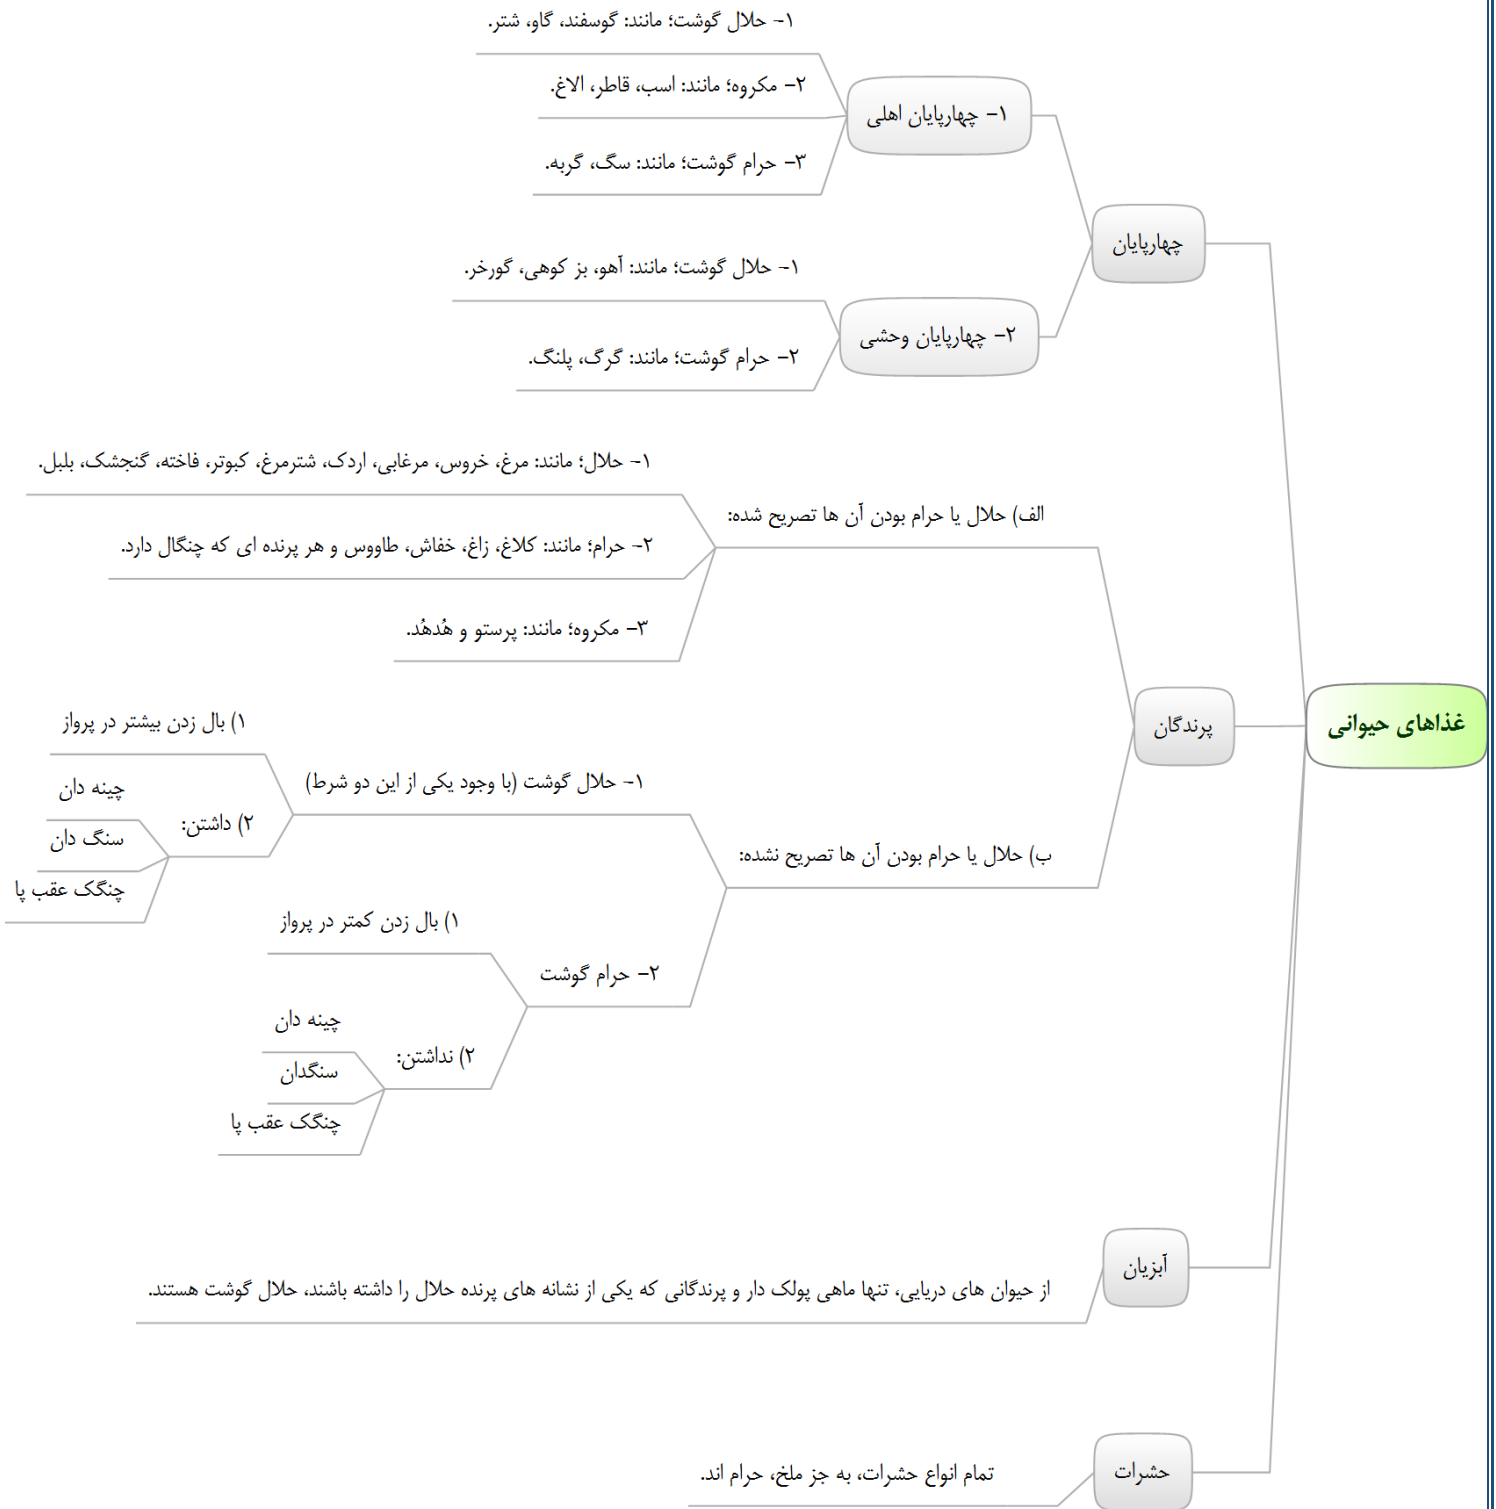 غذاهای حیوانی
چهارپایان
۱- چهارپایان اهلی
۱- حلال گوشت؛ مانند: گوسفند، گاو، شتر.
۲- مکروه؛ مانند: اسب، قاطر، الاغ.
۳- حرام گوشت؛ مانند: سگ، گربه.
۲- چهارپایان وحشی
۱- حلال گوشت؛ مانند: آهو، بز کوهی، گورخر.
۲- حرام گوشت؛ مانند: گرگ، پلنگ.
پرندگان
الف) حلال یا حرام بودن آن ها تصریح شده:
۱- حلال؛ مانند: مرغ، خروس، مرغابی، اردک، شترمرغ، کبوتر، فاخته، گنجشک، بلبل.
۲- حرام؛ مانند: کلاغ، زاغ، خفاش، طاووس و هر پرنده ای که چنگال دارد.
۳- مکروه؛ مانند: پرستو و هُدهُد.
ب) حلال یا حرام بودن آن ها تصریح نشده:
۱- حلال گوشت (با وجود یکی از این دو شرط)
۱) بال زدن بیشتر در پرواز
۲) داشتن:
چینه دان
سنگ دان
چنگک عقب پا
۲- حرام گوشت
۱) بال زدن کمتر در پرواز
۲) نداشتن:
چینه دان
سنگدان
چنگک عقب پا
آبزیان
از حیوان های دریایی، تنها ماهی پولک دار و پرندگانی که یکی از نشانه های پرنده حلال را داشته باشند، حلال گوشت هستند.
حشرات
تمام انواع حشرات، به جز ملخ، حرام اند.